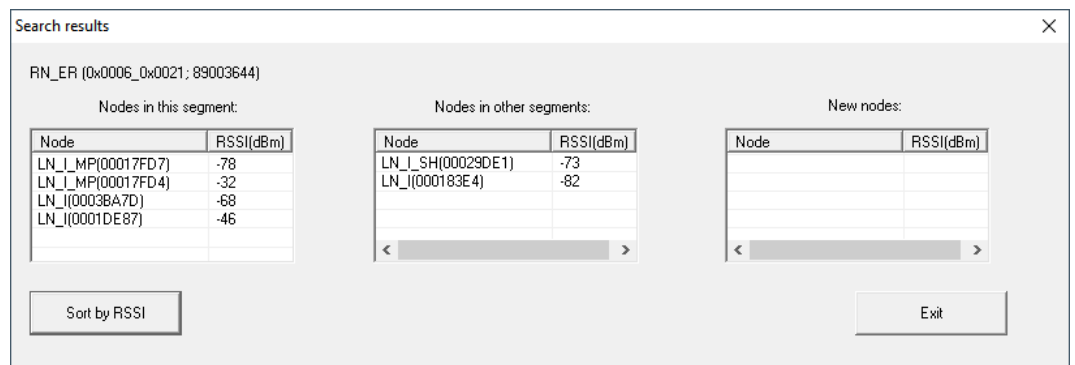 Search results
RN_ER (0x0006_0x0021; 89003644)
Nodes in this segment:
Node RSSI(dBm)
LN_I_MP(00017FD7) -78
LN_I_MP(00017FD4) -32
LN_I(0003BA7D) -68
LN_I(0001DE87) -46
Nodes in other segments:
Node RSSI(dBm)
LN_I_SH(00029DE1) -73
LN_I(000183E4) -82
New nodes:
Node RSSI(dBm)
Sort by RSSI
Exit